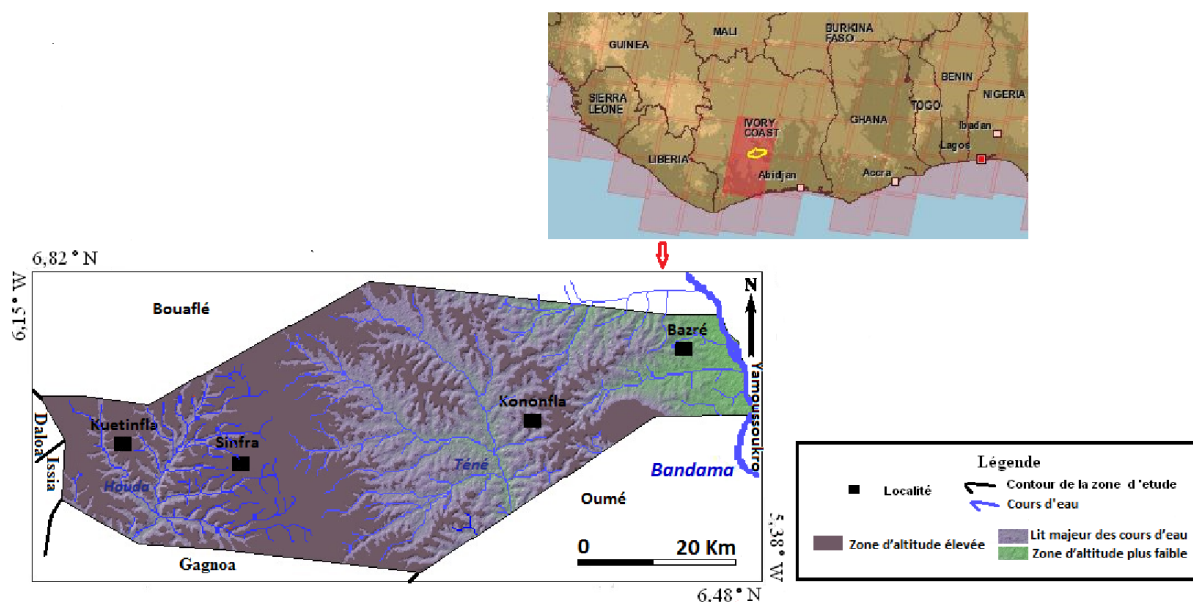 MALI
BURKINA
FASO
GUINEA
BENIN
NIGERIA
SIERRA
LEONE
TOGO
GHANA
IVORY
COAST
Ibadan
Lagos
LIBERIA
Abidjan
Accra
6,82° N
6,15° W
Bouaflé
N
Bazré
Yamoussoukro
Kononfla
Kuetinfla
Sinfra
Daloa
Issia
Houda
Téné
Bandama
Oumé
Gagnoa
0 20 Km
5,38° W
6,48° N
Légende
Localité
Contour de la zone d'etude
Cours d'eau
Zone d'altitude élevée
Lit majeur des cours d'eau
Zone d'altitude plus faible